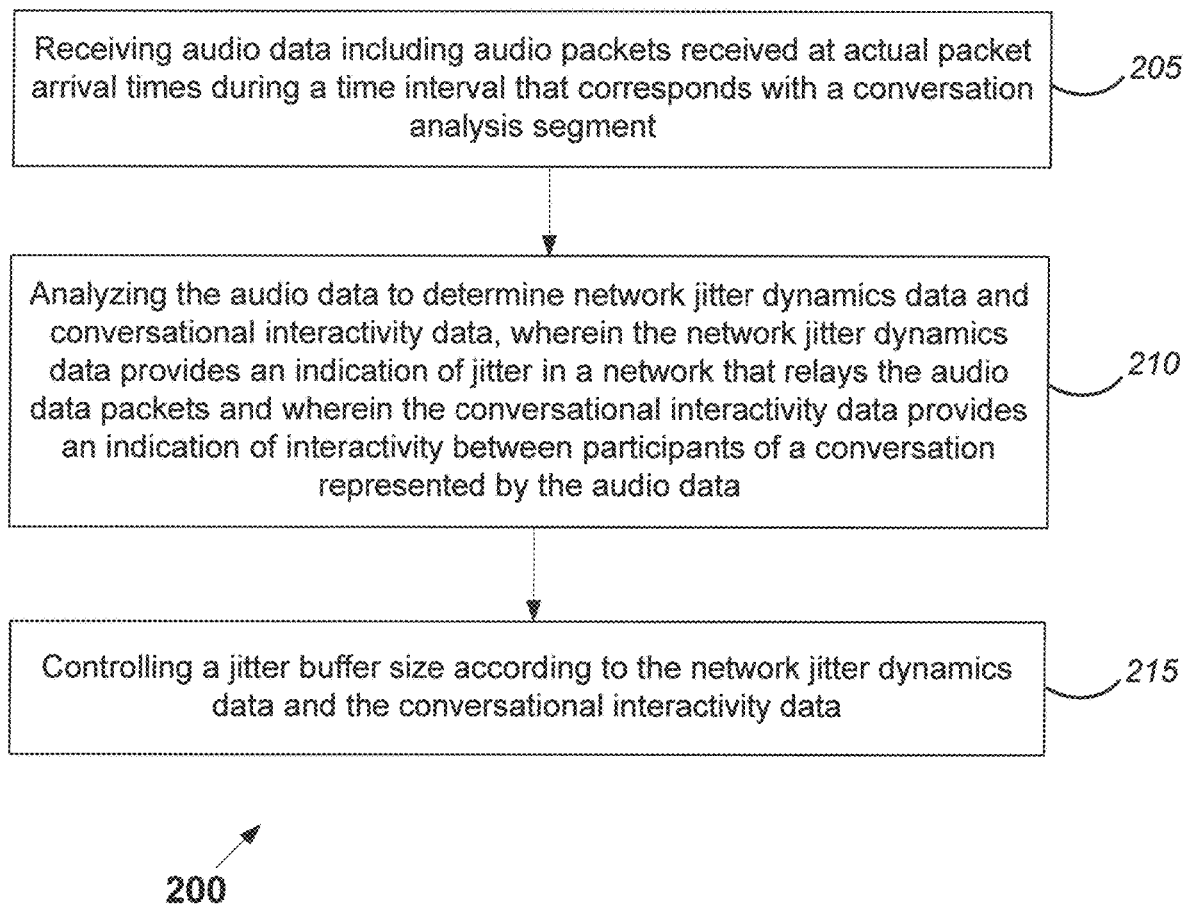 Receiving audio data including audio packets received at actual packet
arrival times during a time interval that corresponds with a conversation
analysis segment
205
Analyzing the audio data to determine network jitter dynamics data and
conversational interactivity data, wherein the network jitter dynamics
data provides an indication of jitter in a network that relays the audio
data packets and wherein the conversational interactivity data provides
an indication of interactivity between participants of a conversation
represented by the audio data
210
Controlling a jitter buffer size according to the network jitter dynamics
data and the conversational interactivity data
215
200